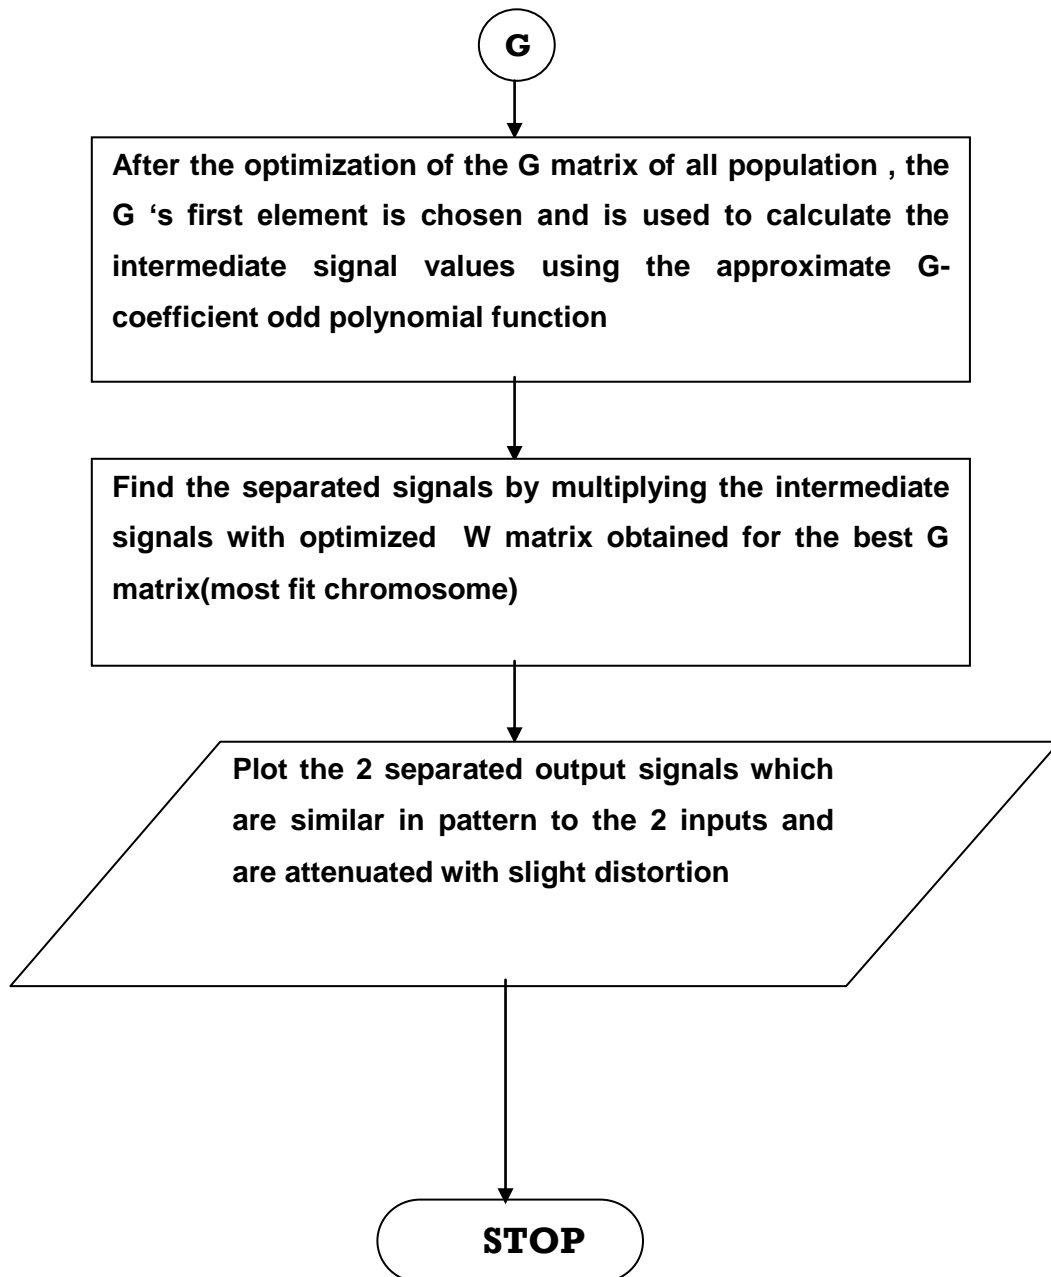 G
After the optimization of the G matrix of all population , the
G ‘s first element is chosen and is used to calculate the
intermediate signal values using the approximate G-
coefficient odd polynomial function
Find the separated signals by multiplying the intermediate
signals with optimized W matrix obtained for the best G
matrix(most fit chromosome)
Plot the 2 separated output signals which
are similar in pattern to the 2 inputs and
are attenuated with slight distortion
STOP